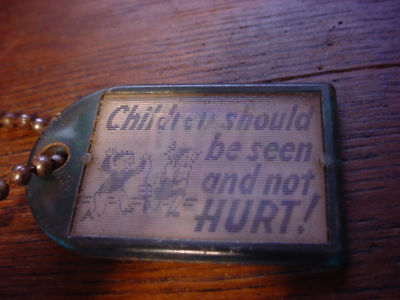 Children should
be seen
and not
HURT!